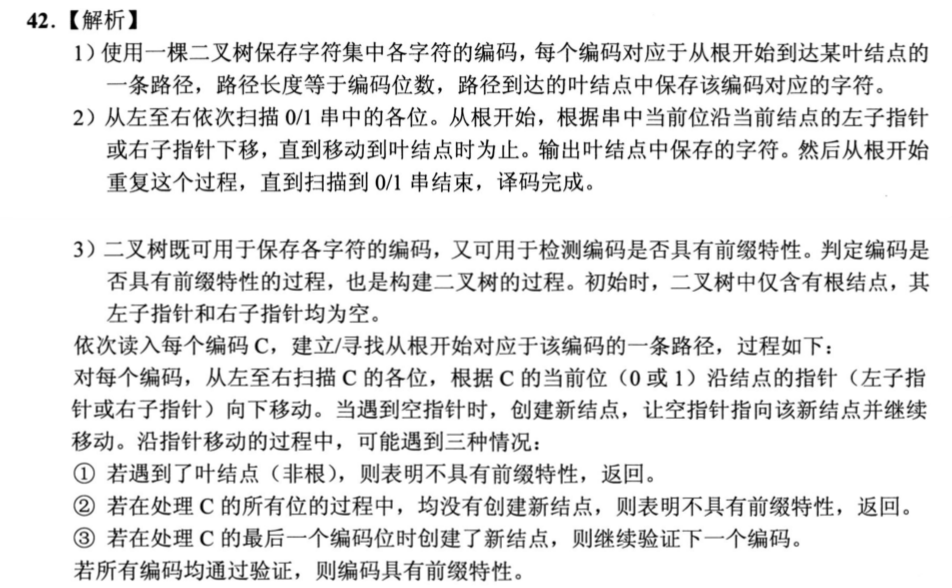 42.【解析】
1）使用一棵二叉树保存字符集中各字符的编码，每个编码对应于从根开始到达某叶结点的
一条路径，路径长度等于编码位数，路径到达的叶结点中保存该编码对应的字符。
2）从左至右依次扫描 0/1 串中的各位。从根开始，根据串中当前位沿当前结点的左子指针
或右子指针下移，直到移动到叶结点时为止。输出叶结点中保存的字符。然后从根开始
重复这个过程，直到扫描到 0/1 串结束，译码完成。
3）二叉树既可用于保存各字符的编码，又可用于检测编码是否具有前缀特性。判定编码是
否具有前缀特性的过程，也是构建二叉树的过程。初始时，二叉树中仅含有根结点，其
左子指针和右子指针均为空。
依次读入每个编码 C，建立/寻找从根开始对应于该编码的一条路径，过程如下：
对每个编码，从左至右扫描 C 的各位，根据 C 的当前位（0 或 1）沿结点的指针（左子指
针或右子指针）向下移动。当遇到空指针时，创建新结点，让空指针指向该新结点并继续
移动。沿指针移动的过程中，可能遇到三种情况：
① 若遇到了叶结点（非根），则表明不具有前缀特性，返回。
② 若在处理 C 的所有位的过程中，均没有创建新结点，则表明不具有前缀特性，返回。
③ 若在处理 C 的最后一个编码位时创建了新结点，则继续验证下一个编码。
若所有编码均通过验证，则编码具有前缀特性。